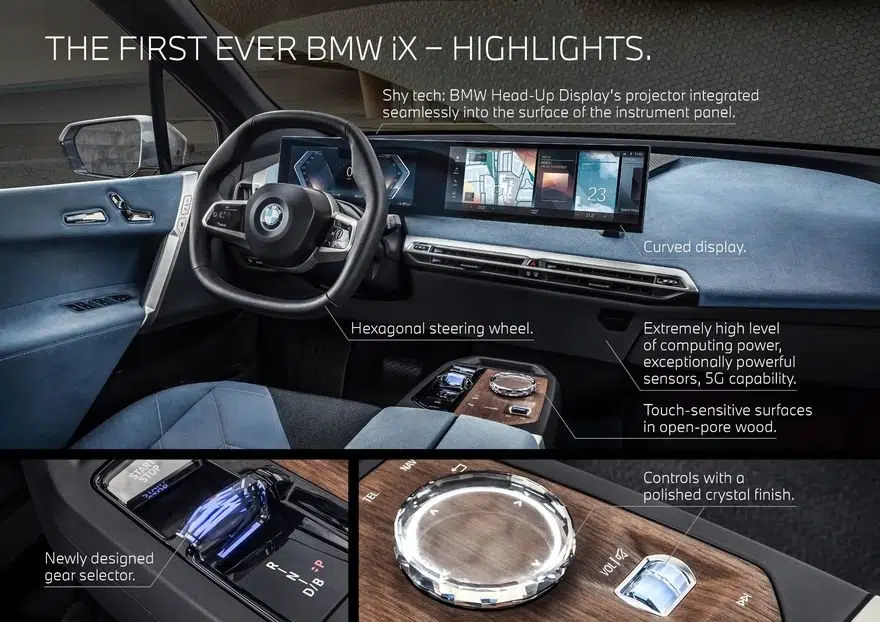 THE FIRST EVER BMW iX – HIGHLIGHTS.
Shy tech: BMW Head-Up Display's projector integrated
seamlessly into the surface of the instrument panel.
23
Curved display.
Hexagonal steering wheel.
Extremely high level
of computing power,
exceptionally powerful
sensors, 5G capability.
Touch-sensitive surfaces
in open-pore wood.
START
STOP
Newly designed
gear selector.
R
N
D/B
P
TEL
NAV
Controls with a
polished crystal finish.
VOL